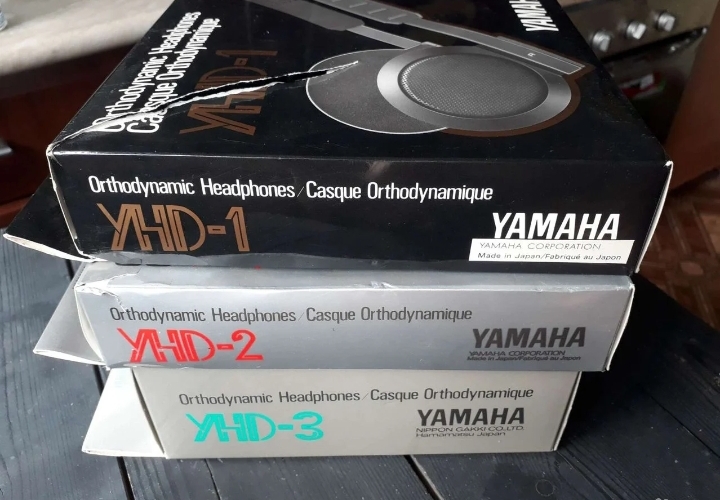 Orthodynamic Headphones
Casque Orthodynamique
YHD-1
YAMAHA
Orthodynamic Headphones/Casque Orthodynamique
YHD-1
YAMAHA
YAMAHA CORPORATION
Made in Japan/Fabriqué au Japon
Orthodynamic Headphones/Casque Orthodynamique
YHD-2
YAMAHA
YAMAHA CORPORATION
Made in Japan/Fabriqué au Japon
Orthodynamic Headphones/Casque Orthodynamique
YHD-3
YAMAHA
NIPPON GAKKI CO., LTD.
Hamamatsu Japan